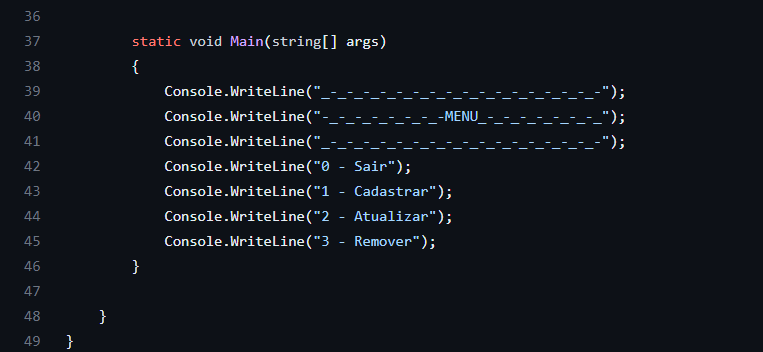 36
37 static void Main(string[] args)
38 {
39 Console.WriteLine("_-_-_-_-_-_-_-_-_-_-_-_-_-_-_-_-_-");
40 Console.WriteLine("-_-_-_-_-_-_-_-MENU_-_-_-_-_-_-_-_");
41 Console.WriteLine("_-_-_-_-_-_-_-_-_-_-_-_-_-_-_-_-_-");
42 Console.WriteLine("0 - Sair");
43 Console.WriteLine("1 - Cadastrar");
44 Console.WriteLine("2 - Atualizar");
45 Console.WriteLine("3 - Remover");
46 }
47
48 }
49 }